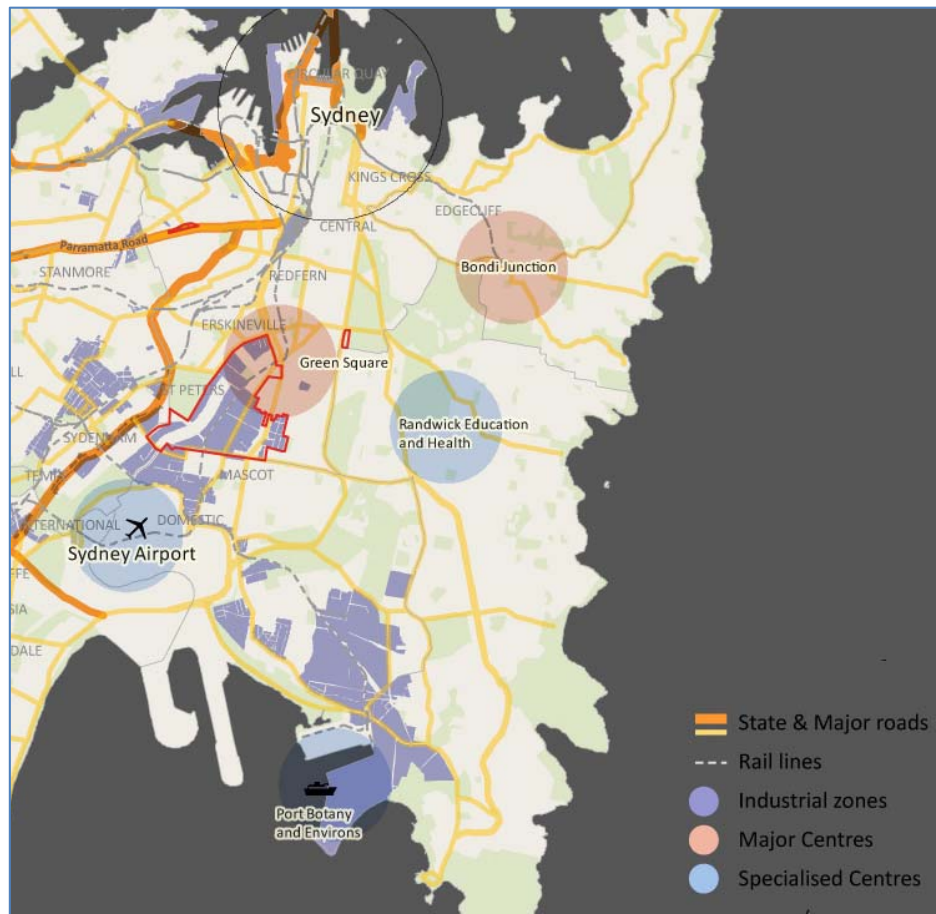 CIRCULAR QUAY
Sydney
KINGS CROSS
EDGECLIFF
CENTRAL
Parramatta Road
Bondi Junction
STANMORE
REDFERN
ERSKINEVILLE
Green Square
ST PETERS
Randwick Education
and Health
SYDENHAM
MASCOT
DOMESTIC
Sydney Airport
Port Botany
and Environs
State & Major roads
Rail lines
Industrial zones
Major Centres
Specialised Centres